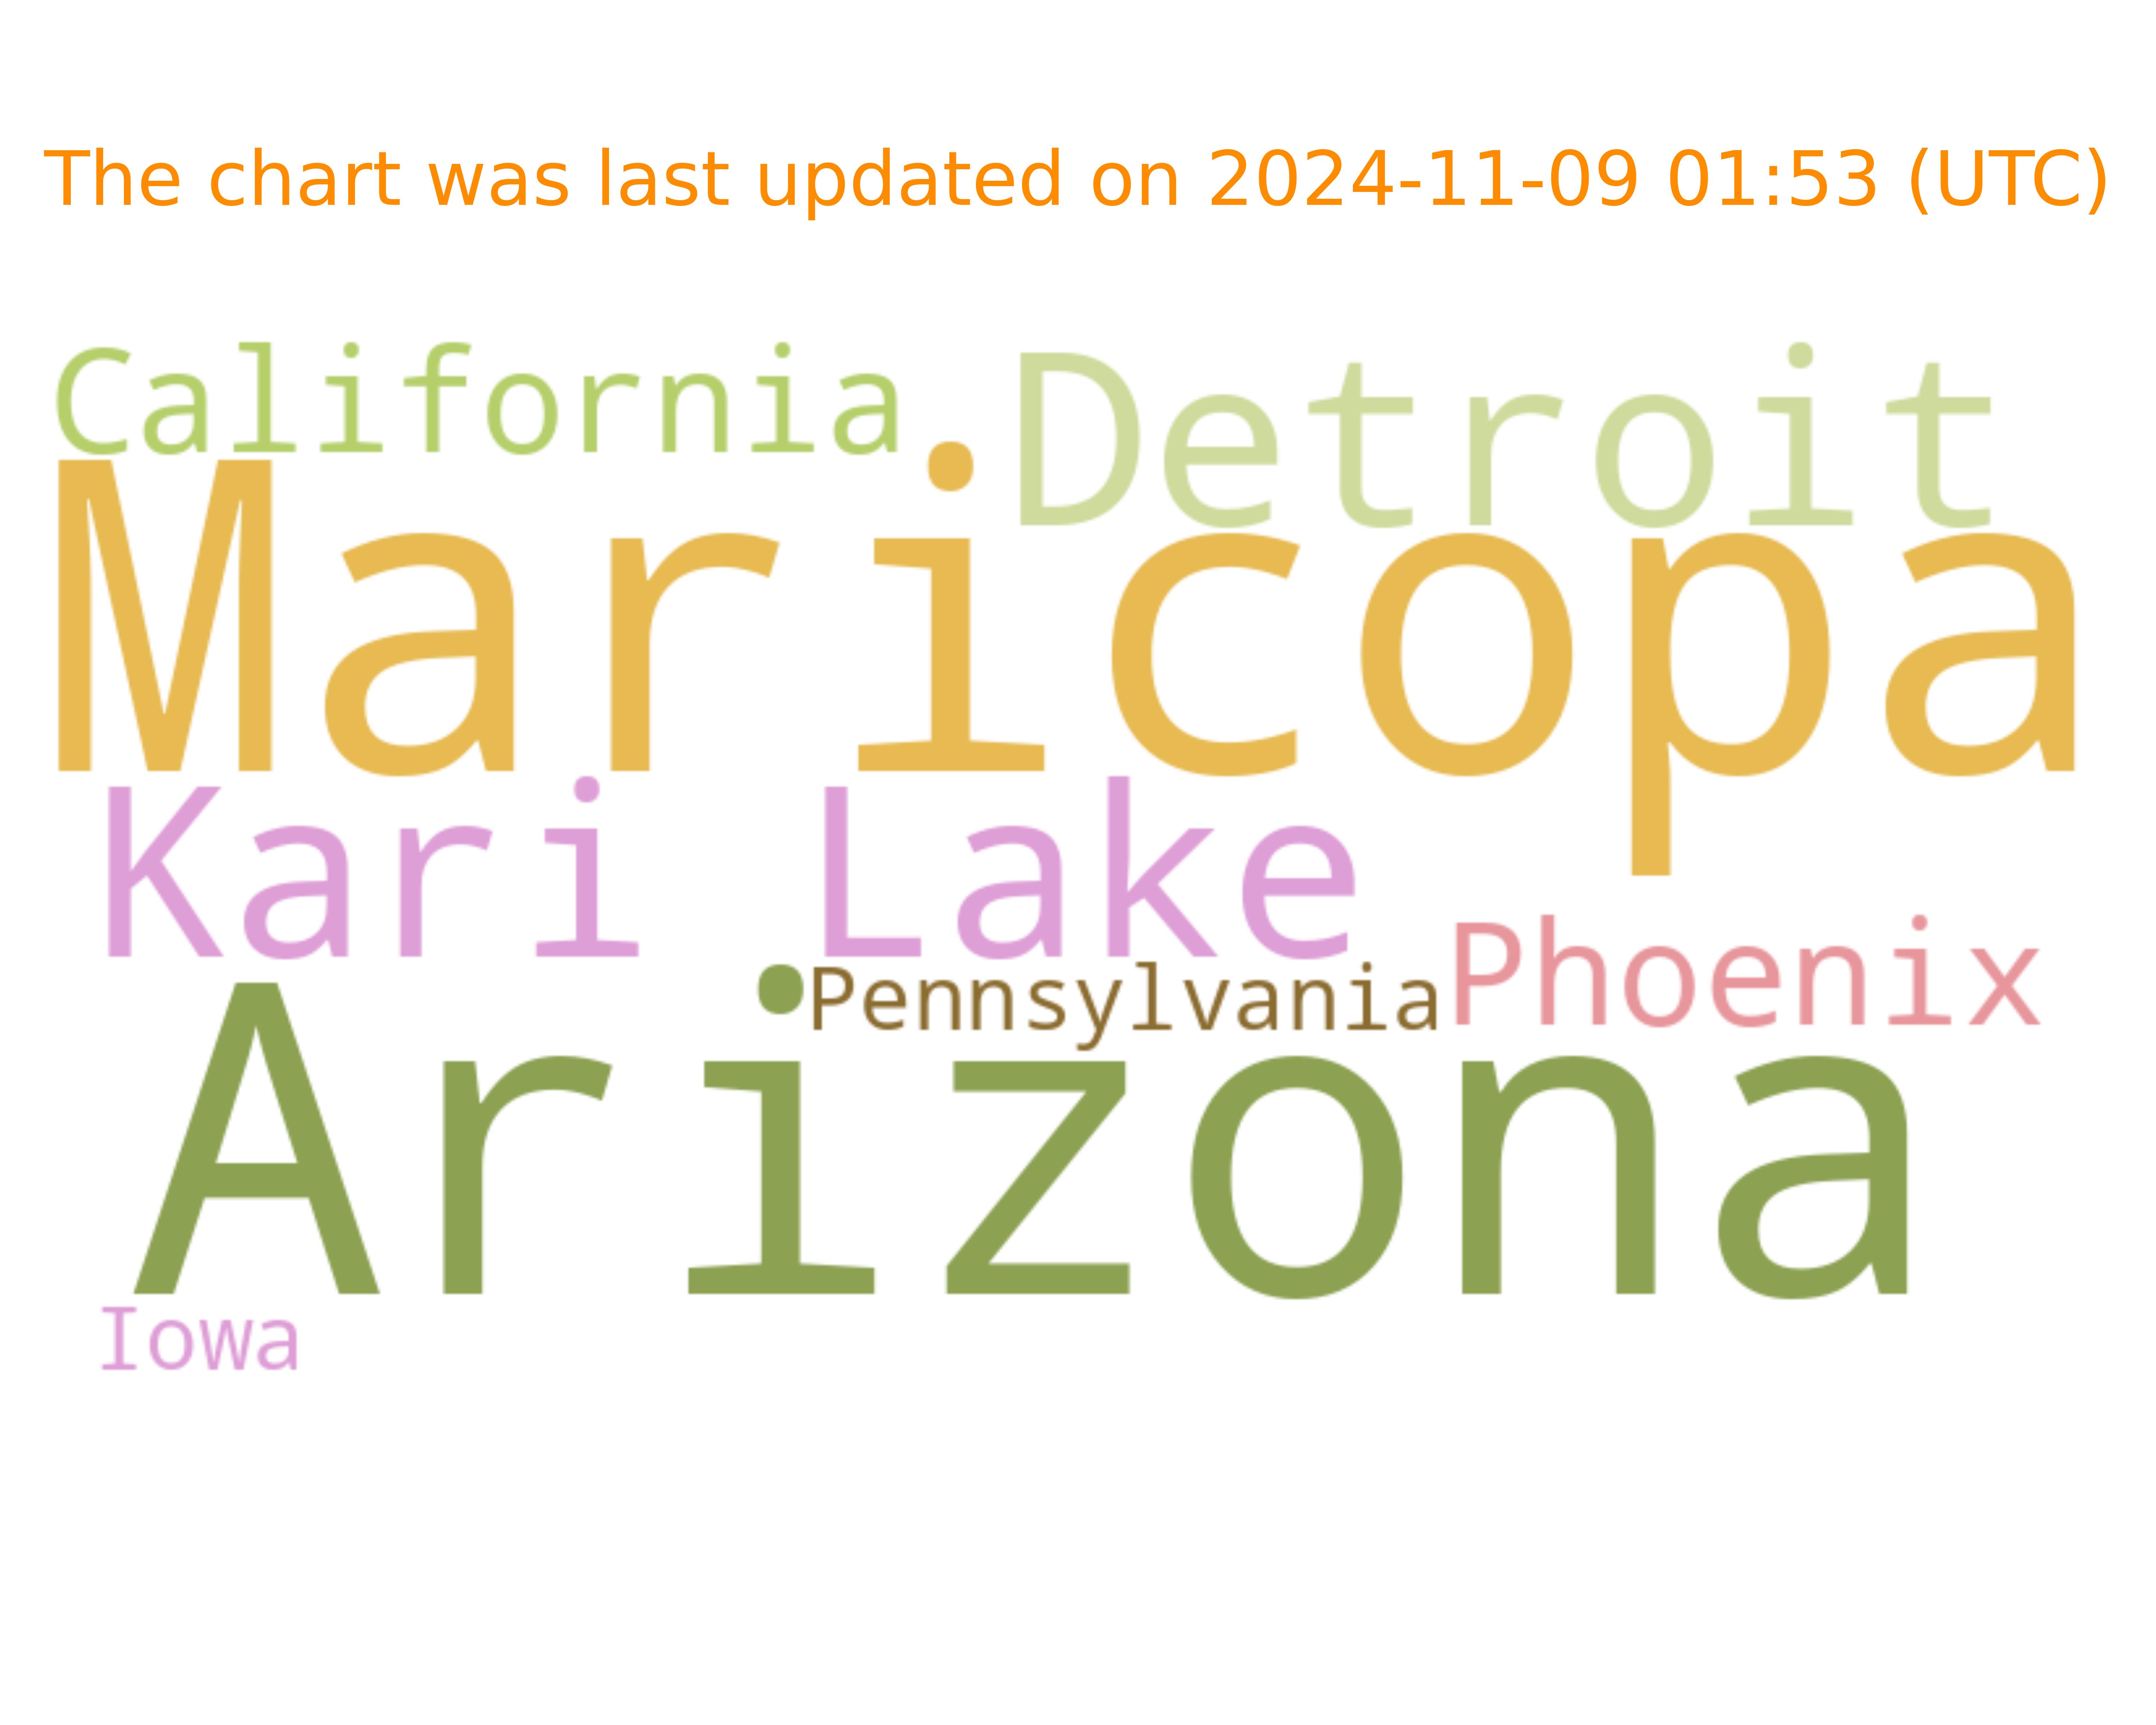 The chart was last updated on 2024-11-09 01:53 (UTC)
California
Detroit
Maricopa
Kari Lake
Phoenix
Pennsylvania
Arizona
Iowa